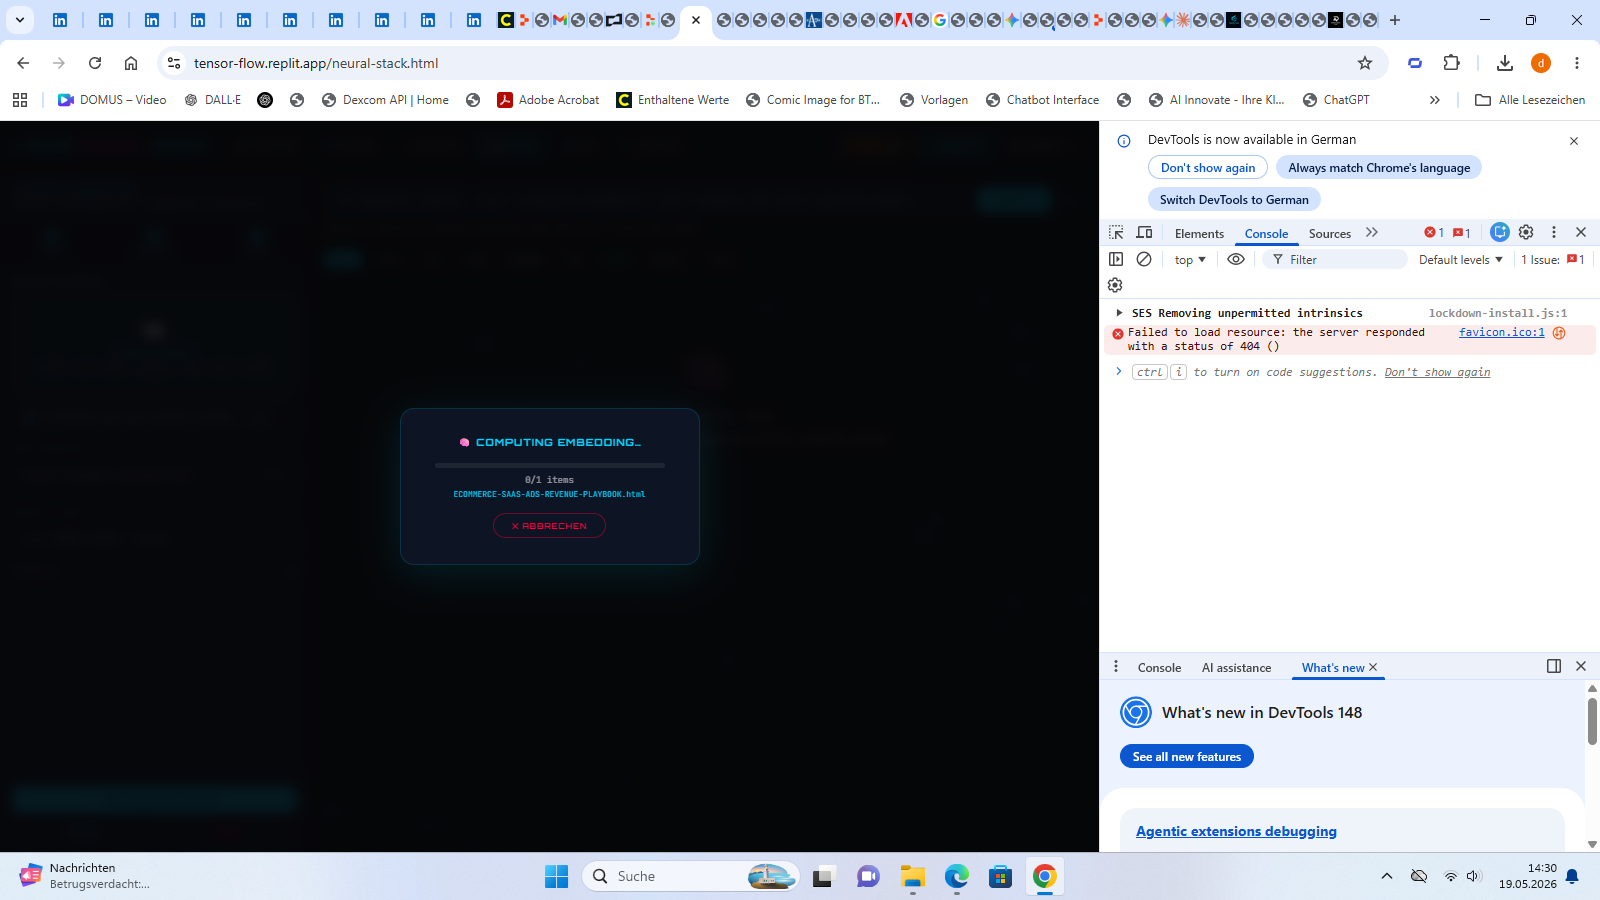 tensor-flow.replit.app/neural-stack.html
d
DOMUS – Video
DALL·E
Dexcom API | Home
Adobe Acrobat
Enthaltene Werte
Comic Image for BT...
Vorlagen
Chatbot Interface
AI Innovate - Ihre KI...
ChatGPT
Alle Lesezeichen
COMPUTING EMBEDDING…
0/1 items
ECOMMERCE-SAAS-ADS-REVENUE-PLAYBOOK.html
✕ ABBRECHEN
DevTools is now available in German
Don't show again
Always match Chrome's language
Switch DevTools to German
Elements
Console
Sources
1
1
top
Filter
Default levels
1 Issue:
1
SES Removing unpermitted intrinsics
lockdown-install.js:1
Failed to load resource: the server responded
favicon.ico:1
with a status of 404 ()
ctrl i to turn on code suggestions. Don't show again
Console
AI assistance
What's new
What's new in DevTools 148
See all new features
Agentic extensions debugging
Nachrichten
Betrugsverdacht:...
Suche
14:30
19.05.2026